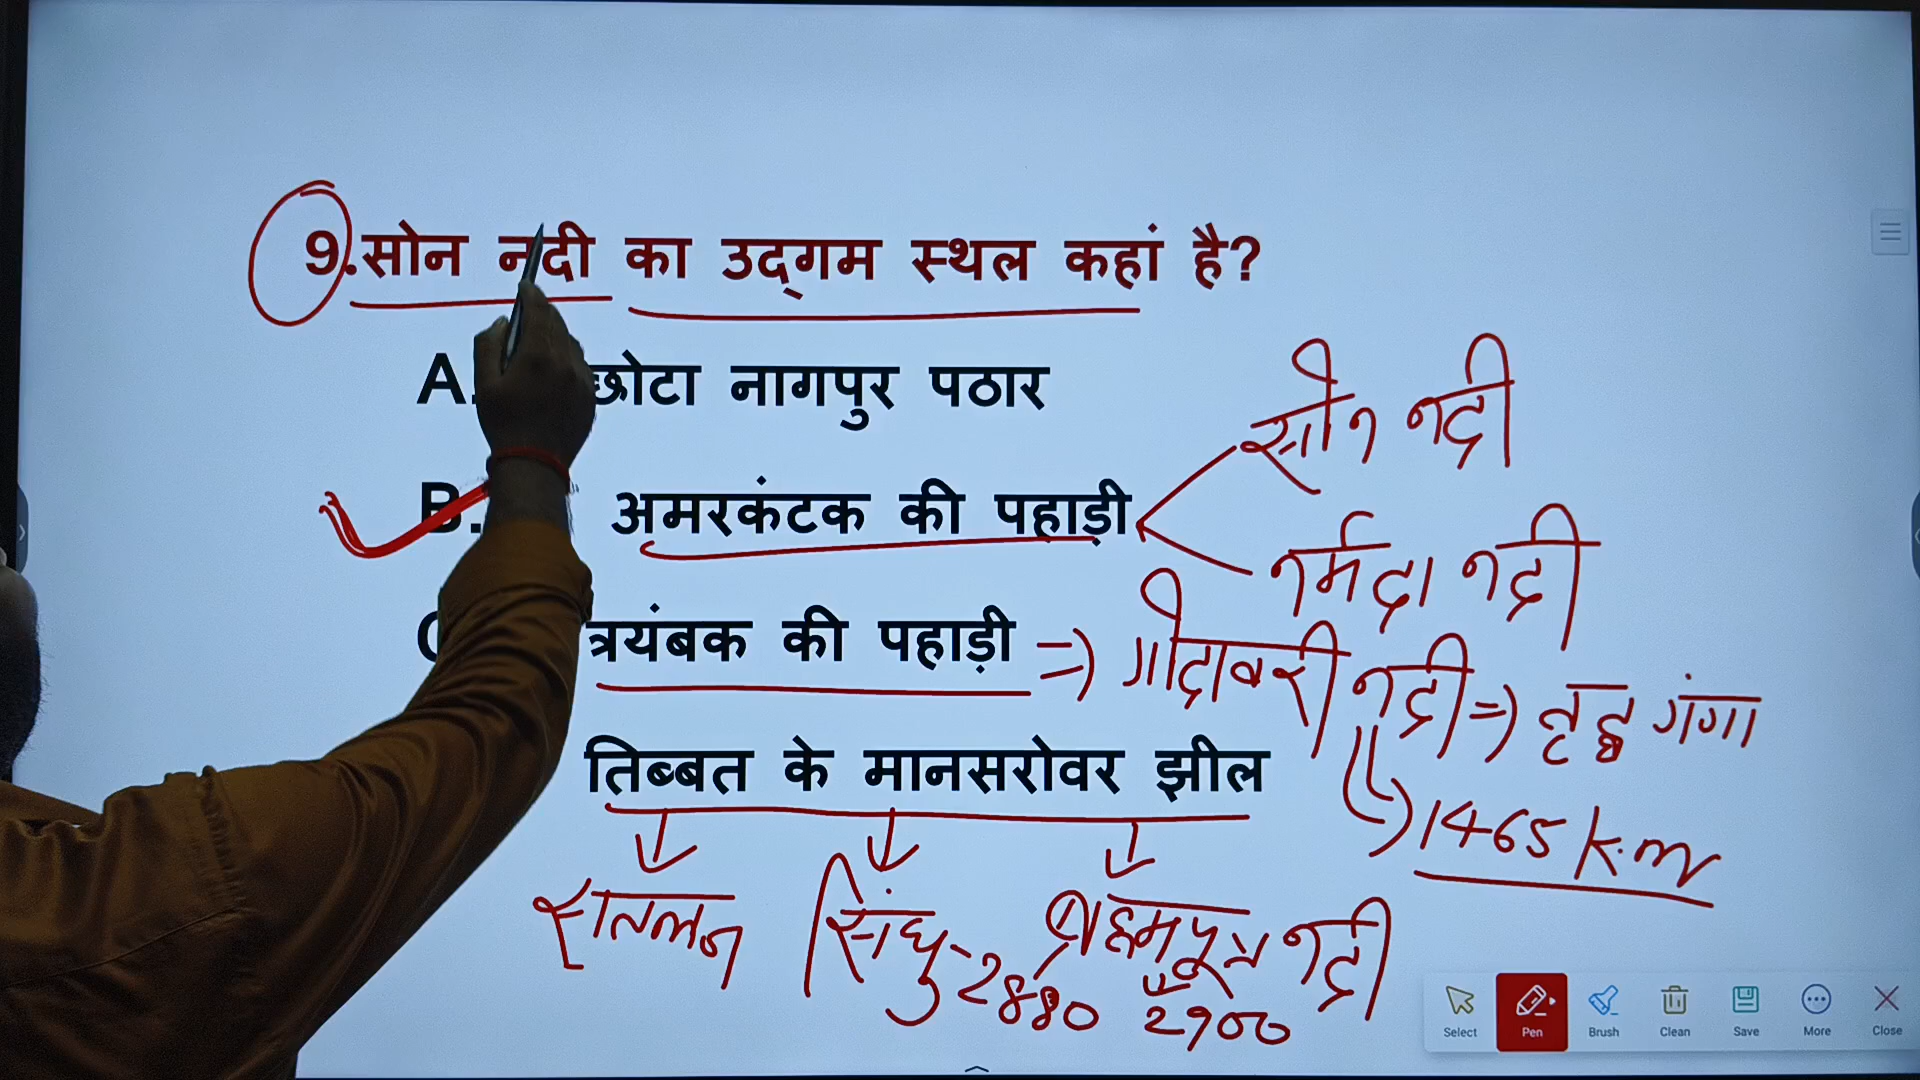 9.सोन नदी का उद्गम स्थल कहां है?
A. छोटा नागपुर पठार
सोन नदी
B. अमरकंटक की पहाड़ी
नर्मदा नदी
त्रयंबक की पहाड़ी => गोदावरी नदी => वृद्ध गंगा
तिब्बत के मानसरोवर झील
1465 k.m
सतलज सिंधु-2880 ब्रह्मपुत्र नदी
2900
Select Pen Brush Clean Save More Close